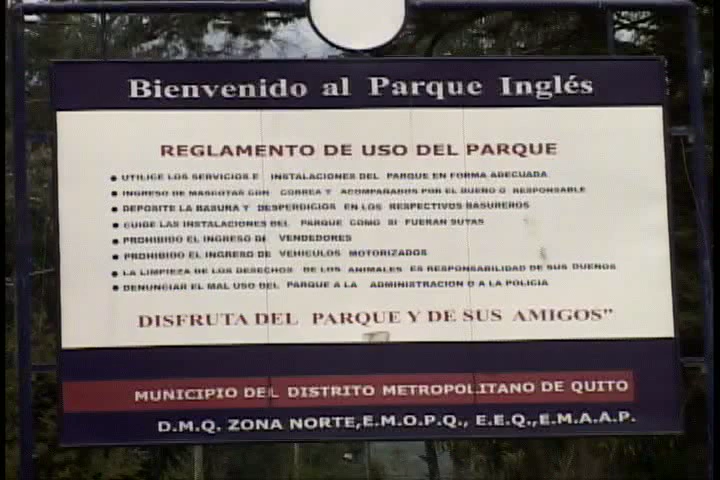 Bienvenido al Parque Inglés
REGLAMENTO DE USO DEL PARQUE
• UTILICE LOS SERVICIOS E INSTALACIONES DEL PARQUE EN FORMA ADECUADA
• INGRESO DE MASCOTAS CON CORREA Y ACOMPAÑADOS POR EL DUEÑO O RESPONSABLE
• DEPOSITE LA BASURA Y DESPERDICIOS EN LOS RESPECTIVOS BASUREROS
• CUIDE LAS INSTALACIONES DEL PARQUE COMO SI FUERAN SUYAS
• PROHIBIDO EL INGRESO DE VENDEDORES
• PROHIBIDO EL INGRESO DE VEHICULOS MOTORIZADOS
• LA LIMPIEZA DE LOS DESECHOS DE LOS ANIMALES ES RESPONSABILIDAD DE SUS DUEÑOS
• DENUNCIAR EL MAL USO DEL PARQUE A LA ADMINISTRACION O A LA POLICIA
DISFRUTA DEL PARQUE Y DE SUS AMIGOS"
MUNICIPIO DEL DISTRITO METROPOLITANO DE QUITO
D.M.Q. ZONA NORTE,E.M.O.P.Q., E.E.Q.,E.M.A.A.P.